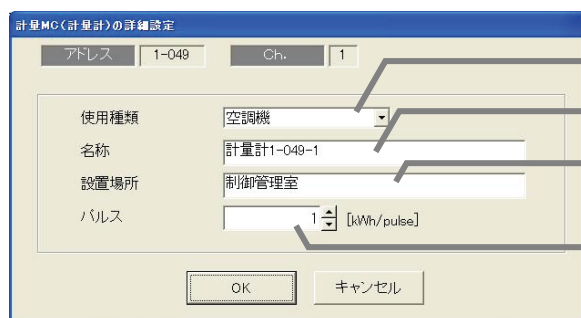 計量MC(計量計)の詳細設定
アドレス 1-049 Ch. 1
使用種類 空調機
名称 計量計1-049-1
設置場所 制御管理室
パルス 1 [kWh/pulse]
OK キャンセル